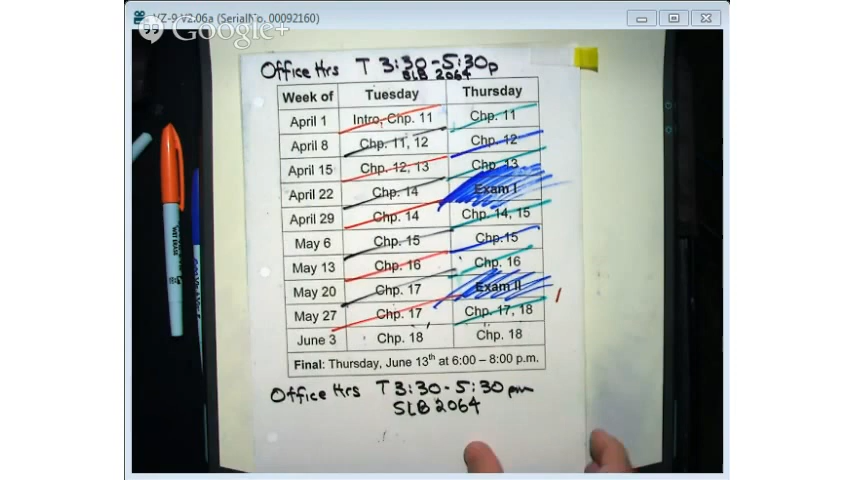 VZ-9 V2.06a (SerialNo. 00092160)
Google+
Office Hrs T 3:30-5:30p
SLB 2064
Week of Tuesday Thursday
April 1 Intro, Chp. 11 Chp. 11
April 8 Chp. 11, 12 Chp. 12
April 15 Chp. 12, 13 Chp. 13
April 22 Chp. 14 Exam I
April 29 Chp. 14 Chp. 14, 15
May 6 Chp. 15 Chp.15
May 13 Chp. 16 Chp. 16
May 20 Chp. 17 Exam II
May 27 Chp. 17 Chp. 17, 18
June 3 Chp. 18 Chp. 18
Final: Thursday, June 13th at 6:00 – 8:00 p.m.
Office Hrs T 3:30-5:30 pm
SLB 2064